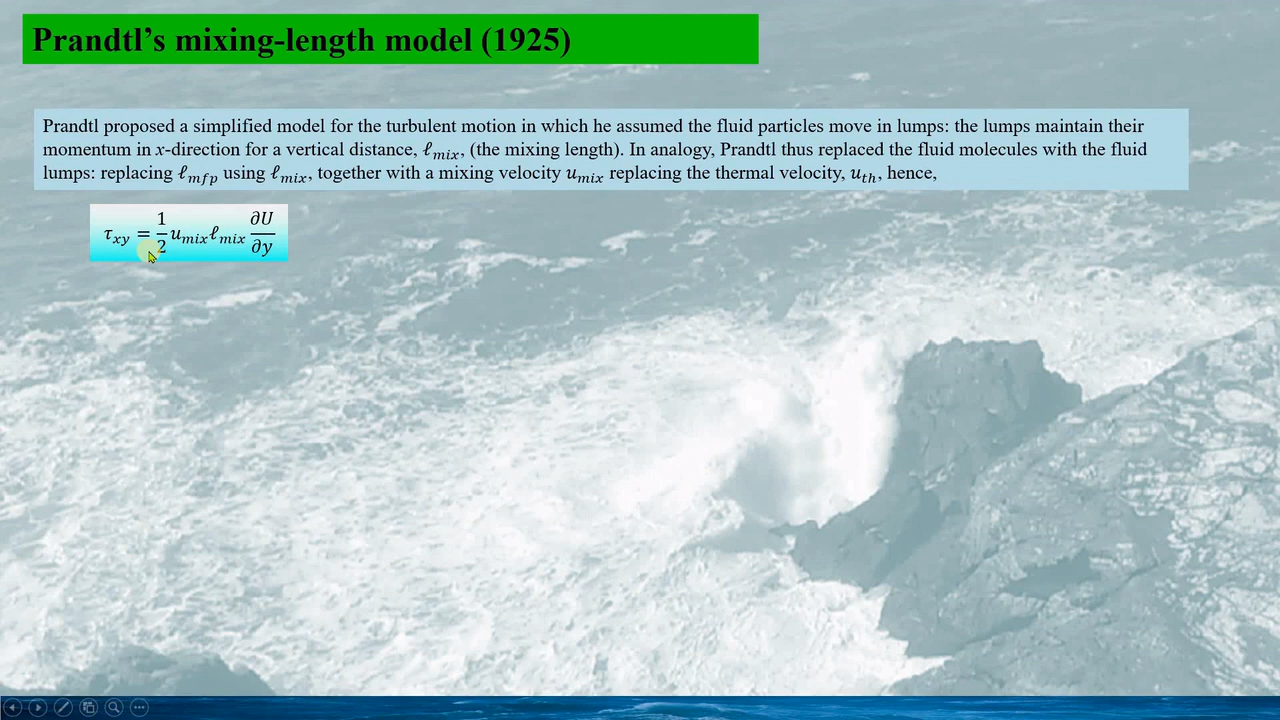 Prandtl's mixing-length model (1925)
Prandtl proposed a simplified model for the turbulent motion in which he assumed the fluid particles move in lumps: the lumps maintain their
momentum in x-direction for a vertical distance, ℓ_mix, (the mixing length). In analogy, Prandtl thus replaced the fluid molecules with the fluid
lumps: replacing ℓ_mfp using ℓ_mix, together with a mixing velocity u_mix replacing the thermal velocity, u_th, hence,
τ_xy = 1/2 u_mix ℓ_mix ∂U/∂y